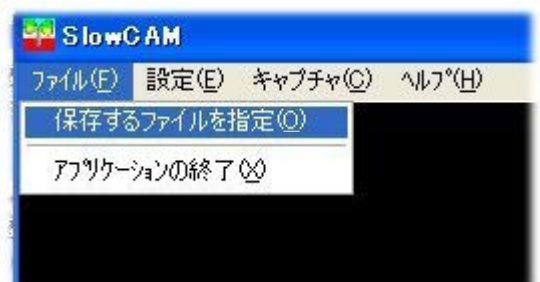 SlowCAM
ファイル(F) 設定(E) キャプチャ(C) ヘルプ(H)
保存するファイルを指定(O)
アプリケーションの終了(X)